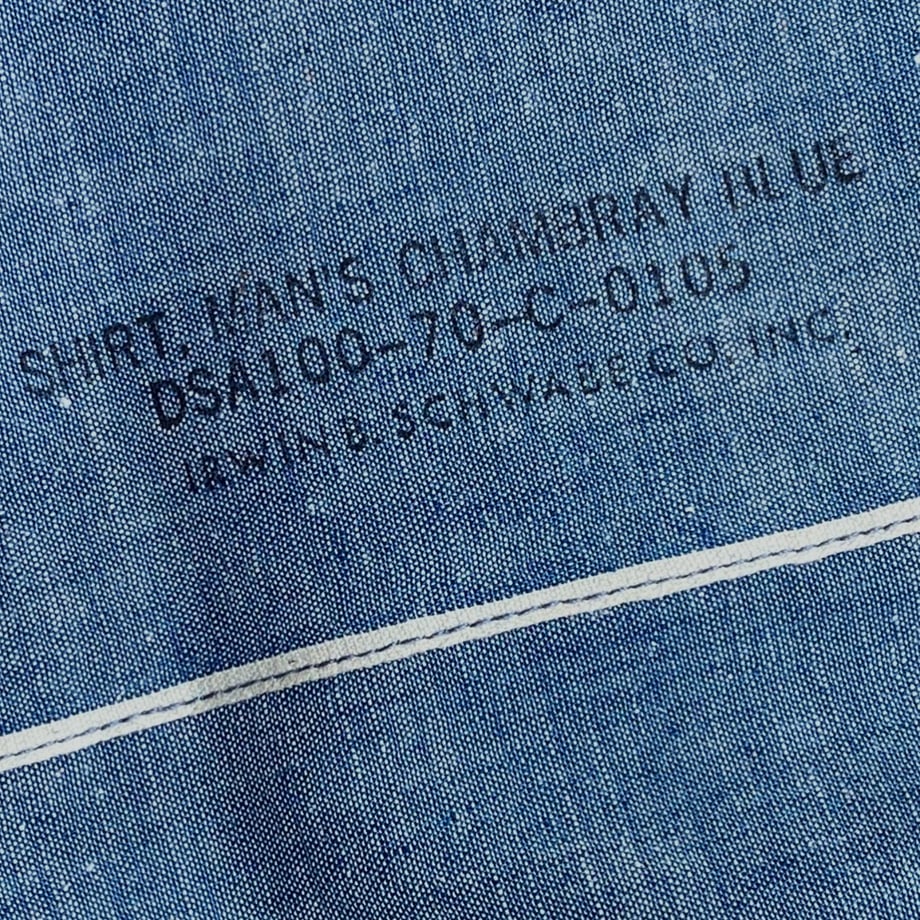 SHIRT, MAN'S CHAMBRAY BLUE
DSA100-70-C-0105
IRWIN B. SCHWABE CO. INC.